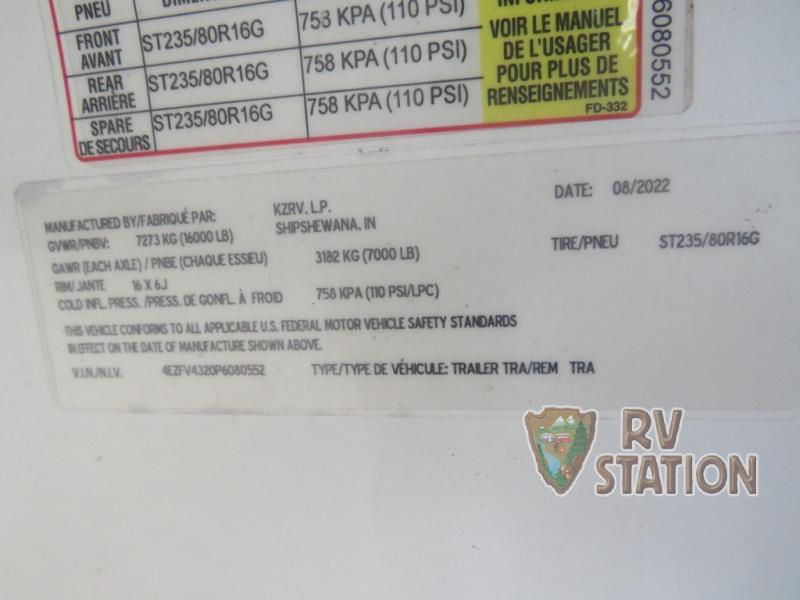 PNEU
FRONT AVANT ST235/80R16G 758 KPA (110 PSI)
REAR ARRIÈRE ST235/80R16G 758 KPA (110 PSI)
SPARE DE SECOURS ST235/80R16G 758 KPA (110 PSI)
VOIR LE MANUEL
DE L'USAGER
POUR PLUS DE
RENSEIGNEMENTS
FD-332
6080552
MANUFACTURED BY/FABRIQUÉ PAR: KZRV, L.P. DATE: 08/2022
SHIPSHEWANA, IN
GVWR/PNBV: 7273 KG (16000 LB)
GAWR (EACH AXLE) / PNBE (CHAQUE ESSIEU) 3182 KG (7000 LB) TIRE/PNEU ST235/80R16G
RIM/JANTE 16 X 6J
COLD INFL. PRESS. /PRESS. DE GONFL. À FROID 758 KPA (110 PSI/LPC)
THIS VEHICLE CONFORMS TO ALL APPLICABLE U.S. FEDERAL MOTOR VEHICLE SAFETY STANDARDS
IN EFFECT ON THE DATE OF MANUFACTURE SHOWN ABOVE.
V.I.N./N.I.V. 4EZFV4320P6080552 TYPE/TYPE DE VÉHICULE: TRAILER TRA/REM TRA
RV
STATION